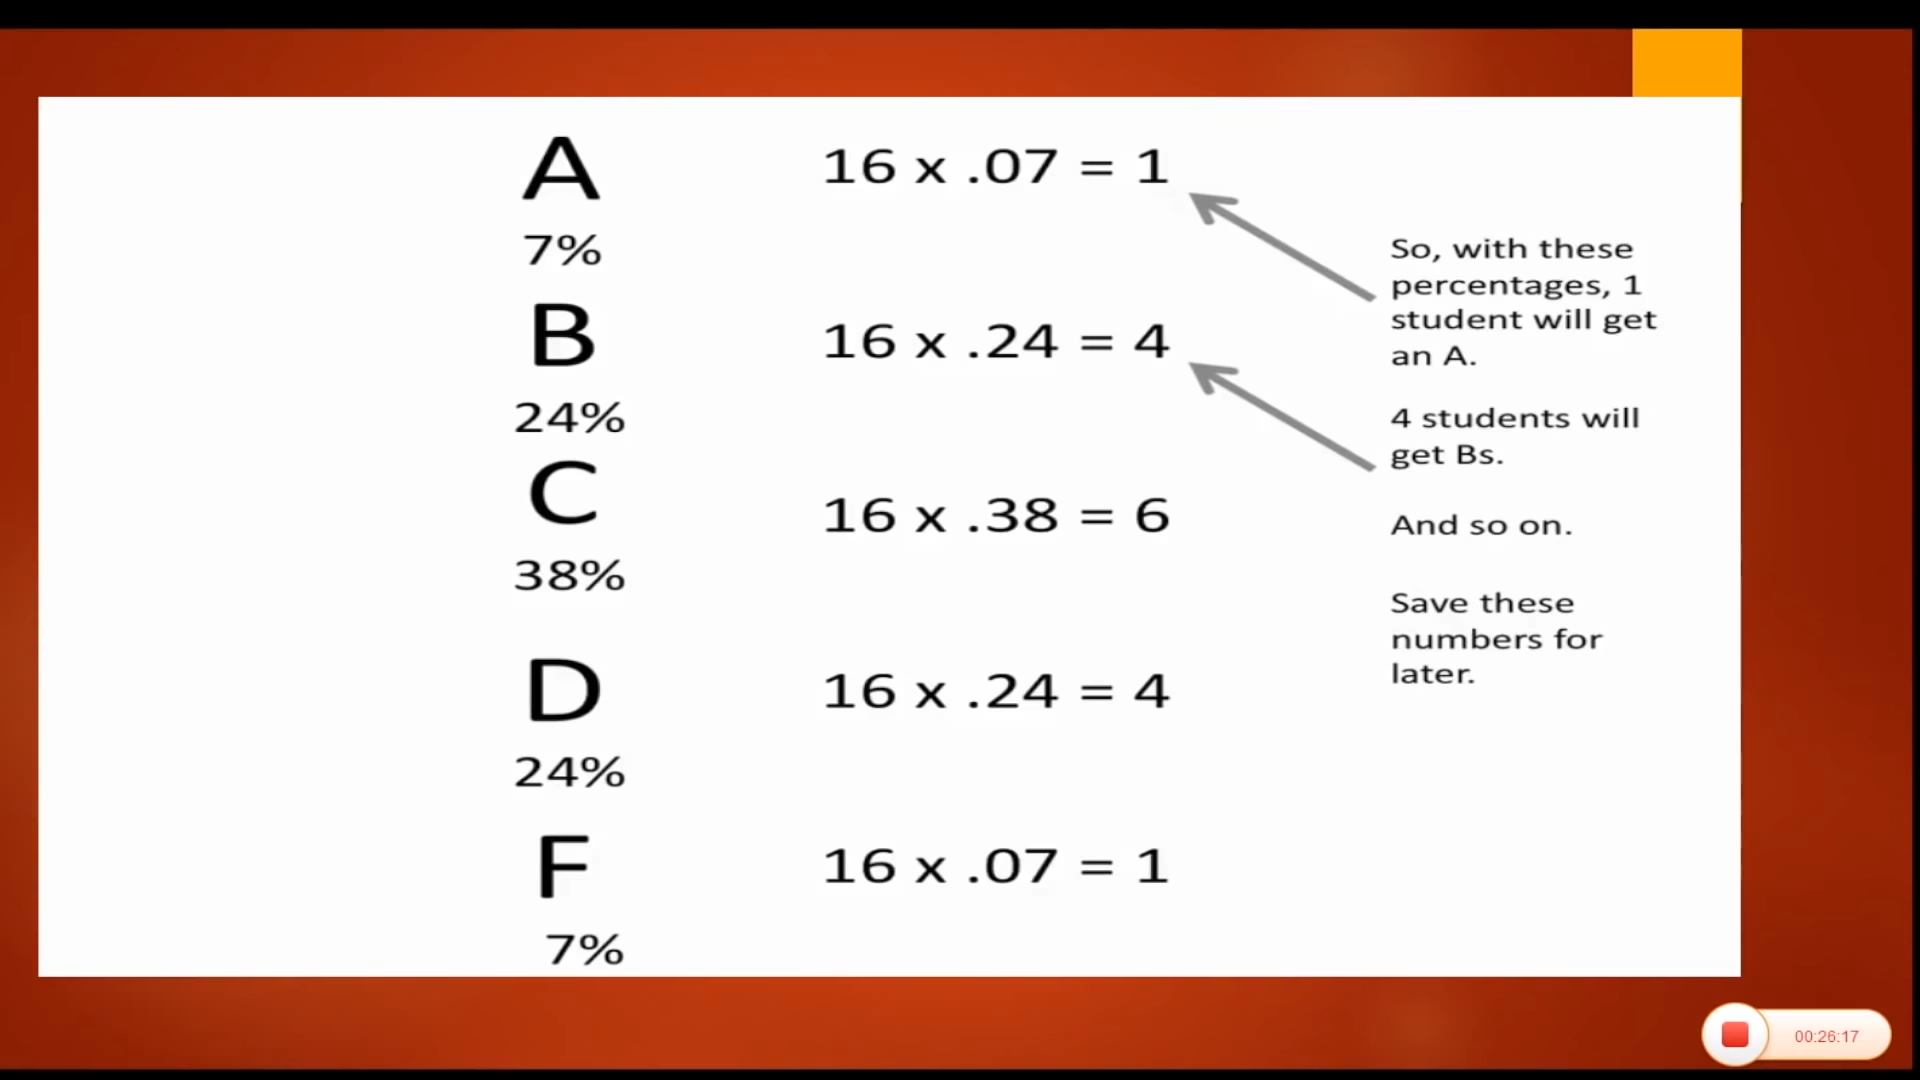 A
16 x .07 = 1
7%
B
16 x .24 = 4
24%
C
16 x .38 = 6
38%
D
16 x .24 = 4
24%
F
16 x .07 = 1
7%
So, with these
percentages, 1
student will get
an A.
4 students will
get Bs.
And so on.
Save these
numbers for
later.
00:26:17